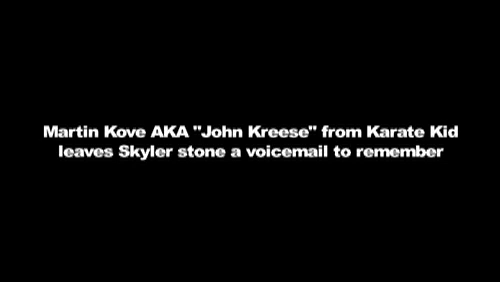 Martin Kove AKA "John Kreese" from Karate Kid
leaves Skyler stone a voicemail to remember